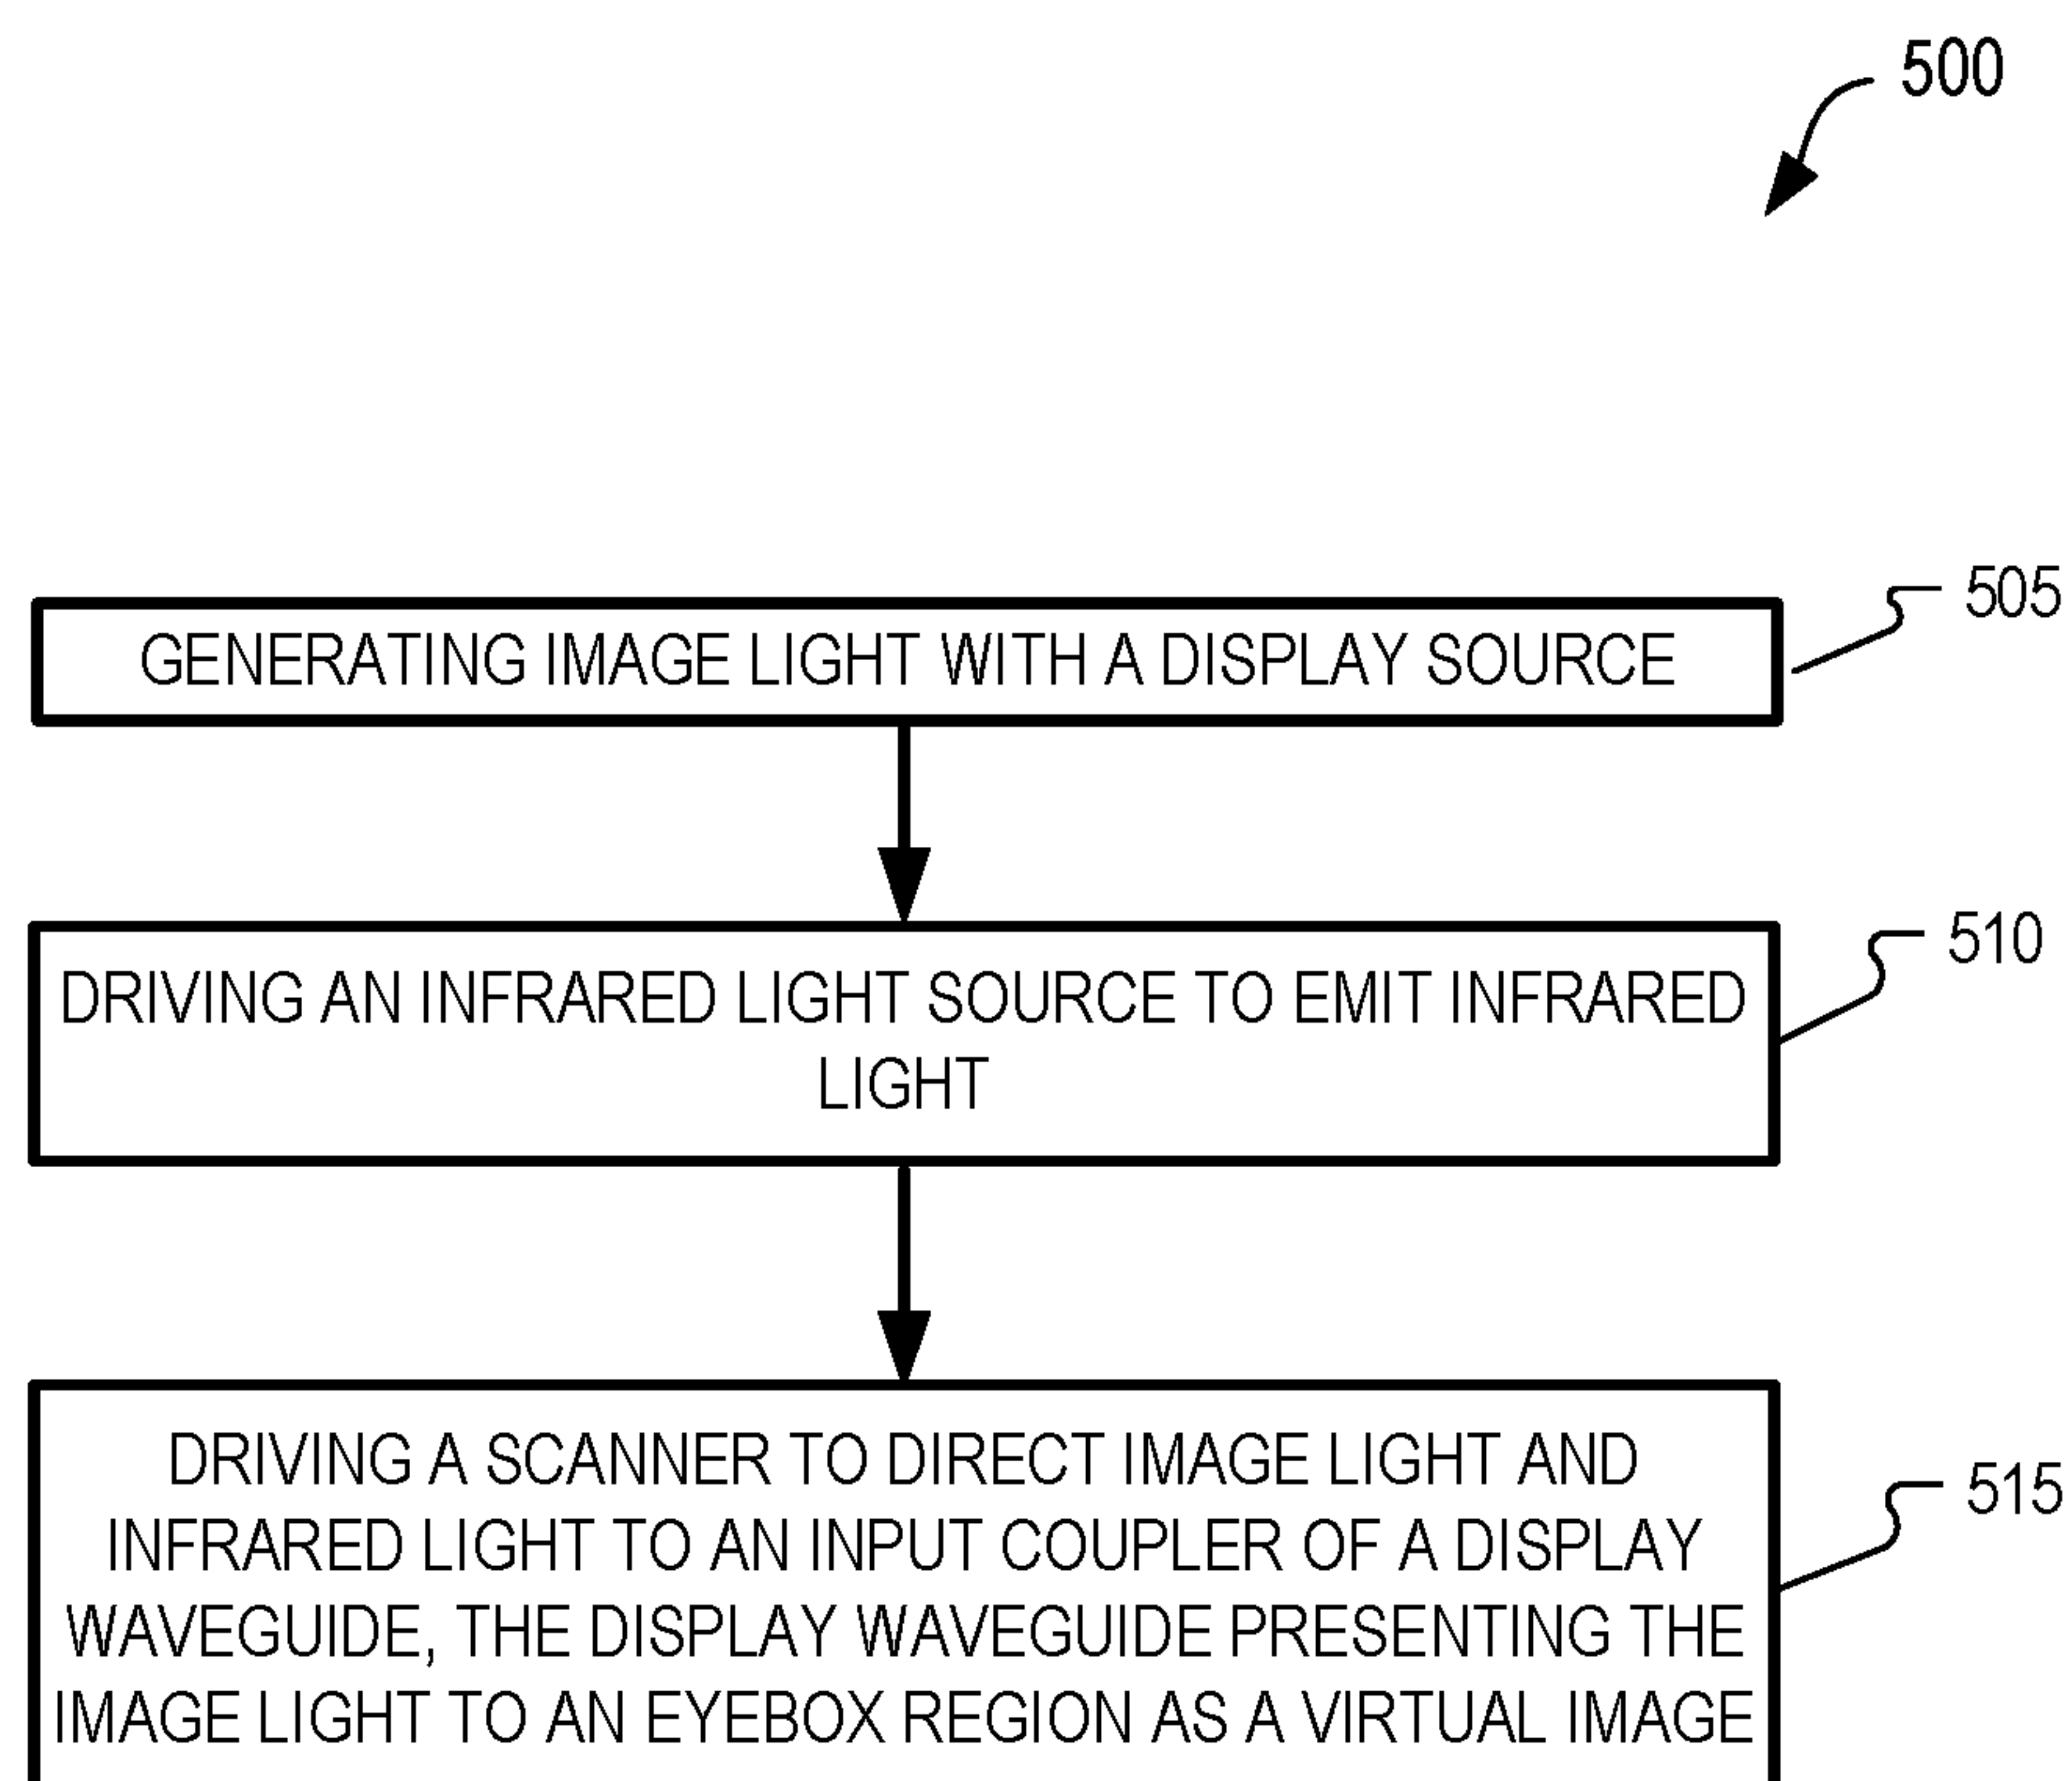 500
GENERATING IMAGE LIGHT WITH A DISPLAY SOURCE
505
DRIVING AN INFRARED LIGHT SOURCE TO EMIT INFRARED
LIGHT
510
DRIVING A SCANNER TO DIRECT IMAGE LIGHT AND
INFRARED LIGHT TO AN INPUT COUPLER OF A DISPLAY
WAVEGUIDE, THE DISPLAY WAVEGUIDE PRESENTING THE
IMAGE LIGHT TO AN EYEBOX REGION AS A VIRTUAL IMAGE
515